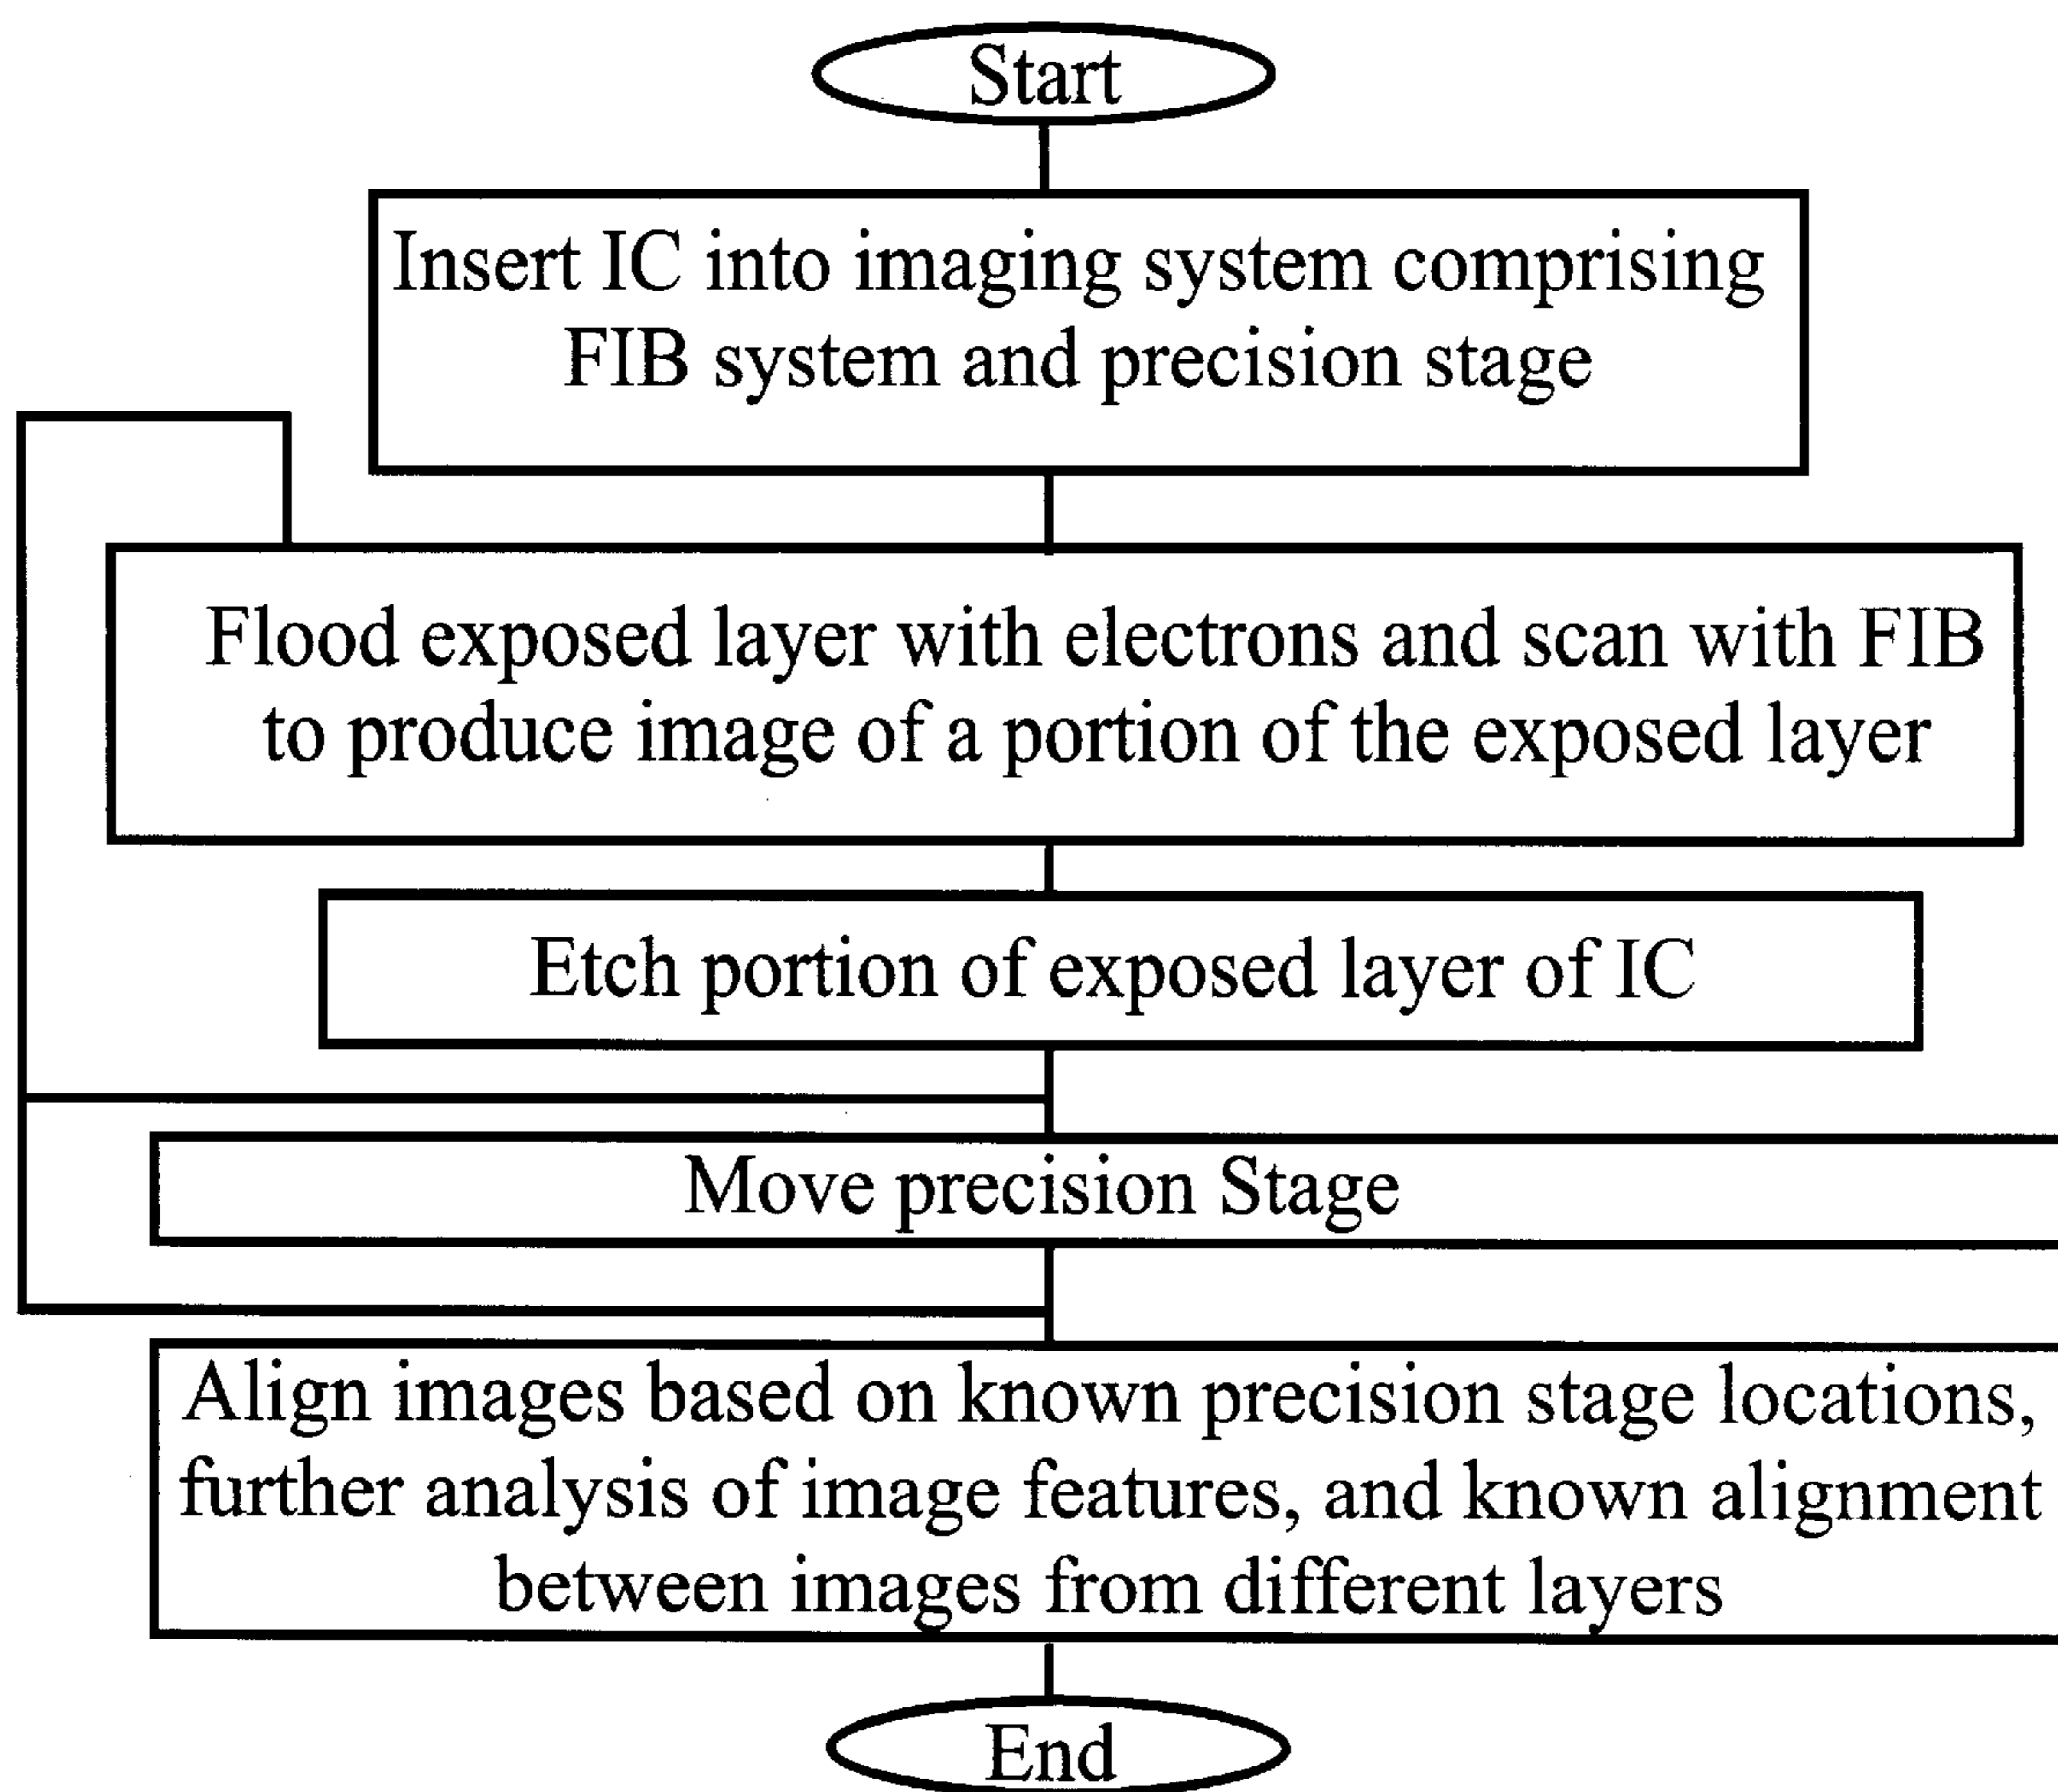 Start
Insert IC into imaging system comprising
FIB system and precision stage
Flood exposed layer with electrons and scan with FIB
to produce image of a portion of the exposed layer
Etch portion of exposed layer of IC
Move precision Stage
Align images based on known precision stage locations,
further analysis of image features, and known alignment
between images from different layers
End